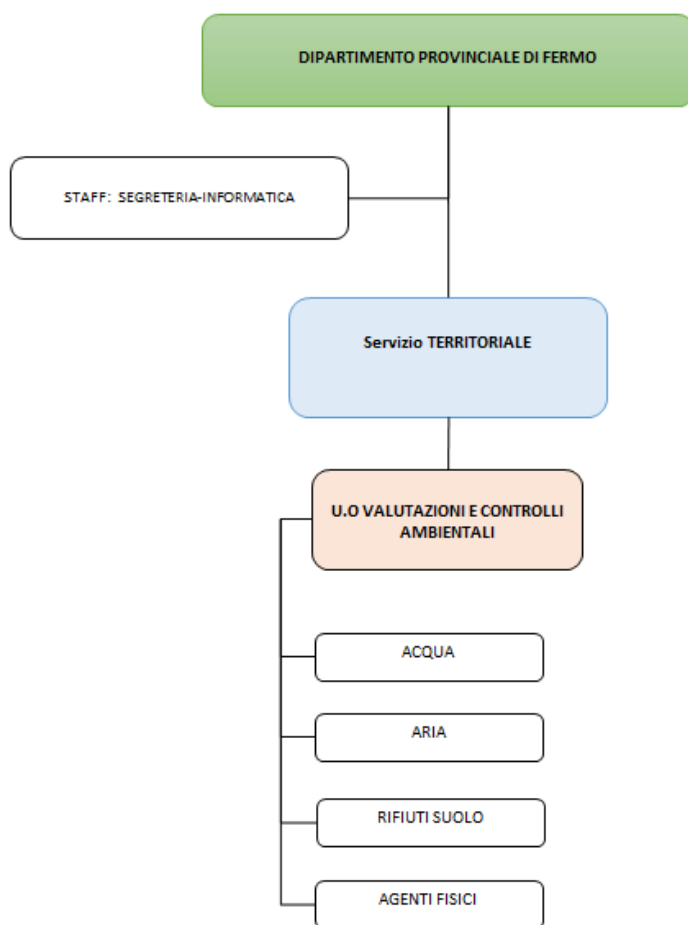 DIPARTIMENTO PROVINCIALE DI FERMO
STAFF: SEGRETERIA-INFORMATICA
Servizio TERRITORIALE
U.O VALUTAZIONI E CONTROLLI
AMBIENTALI
ACQUA
ARIA
RIFIUTI SUOLO
AGENTI FISICI